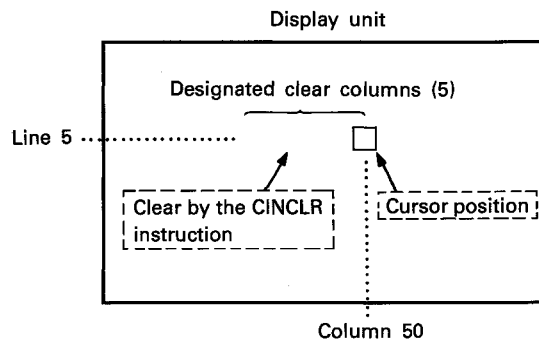 Display unit
Designated clear columns (5)
Line 5
Clear by the CINCLR
instruction
Cursor position
Column 50